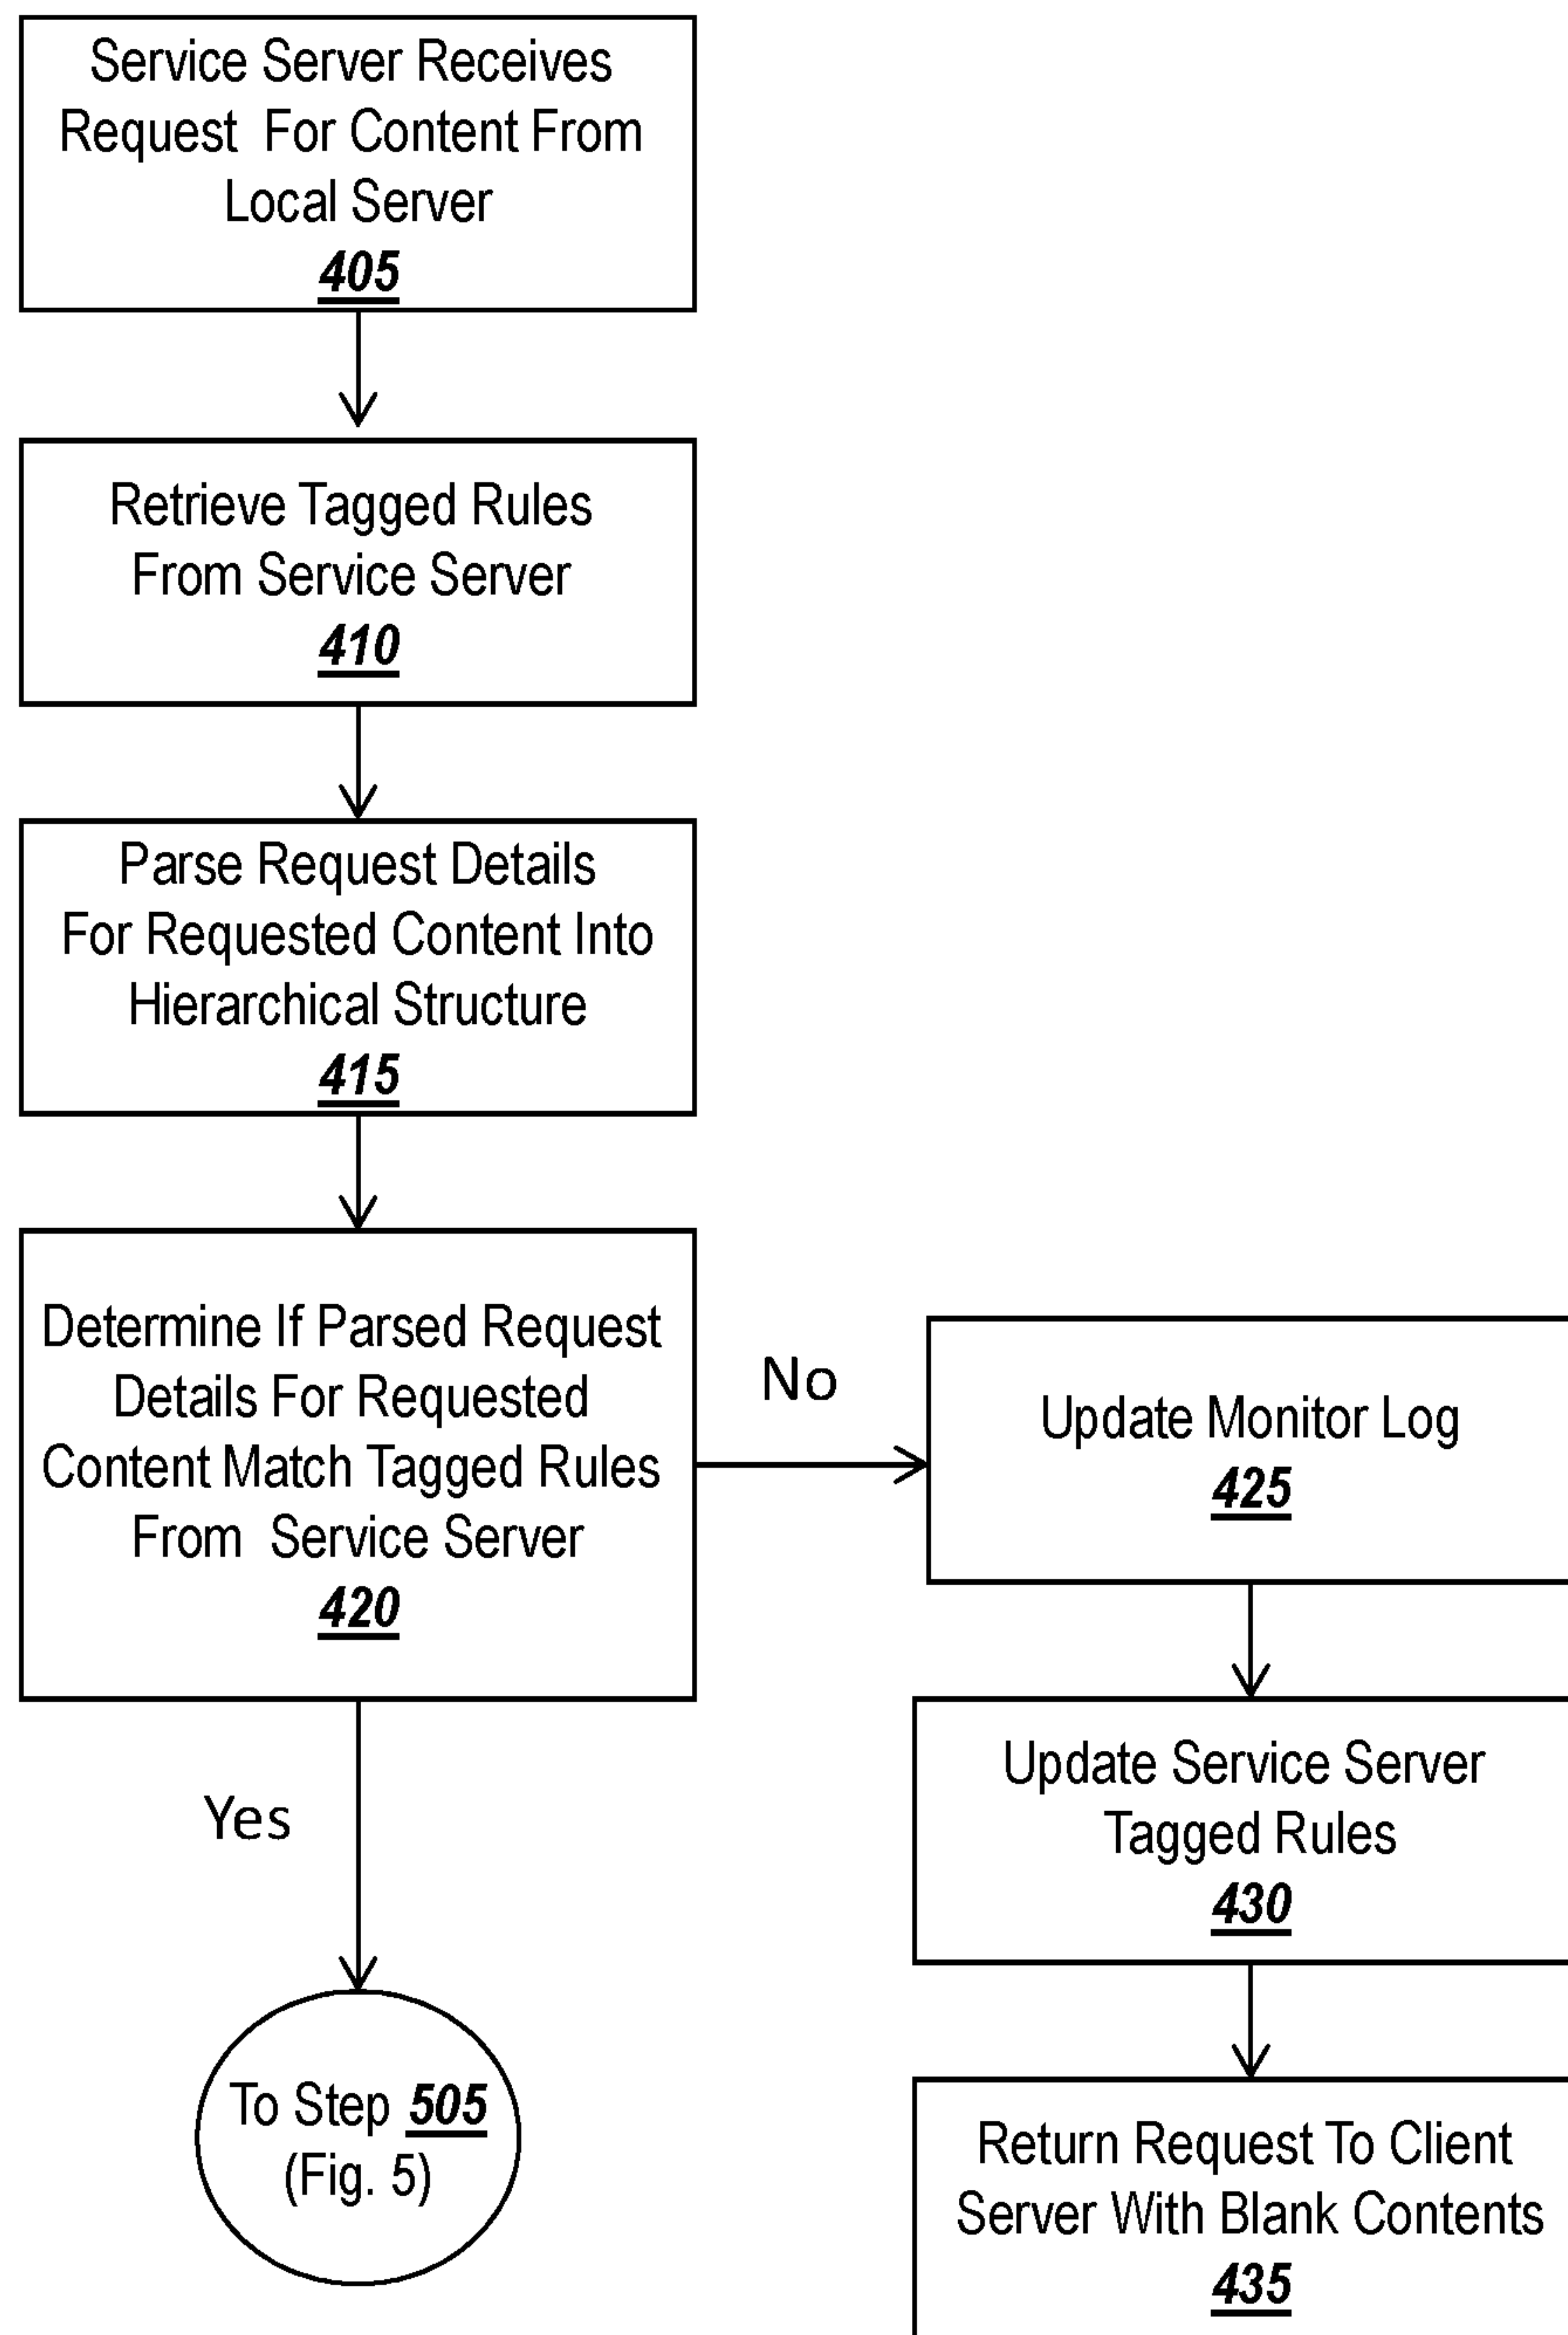 Service Server Receives
Request For Content From
Local Server
405
Retrieve Tagged Rules
From Service Server
410
Parse Request Details
For Requested Content Into
Hierarchical Structure
415
Determine If Parsed Request
Details For Requested
Content Match Tagged Rules
From Service Server
420
No
Update Monitor Log
425
Update Service Server
Tagged Rules
430
Return Request To Client
Server With Blank Contents
435
Yes
To Step 505
(Fig. 5)